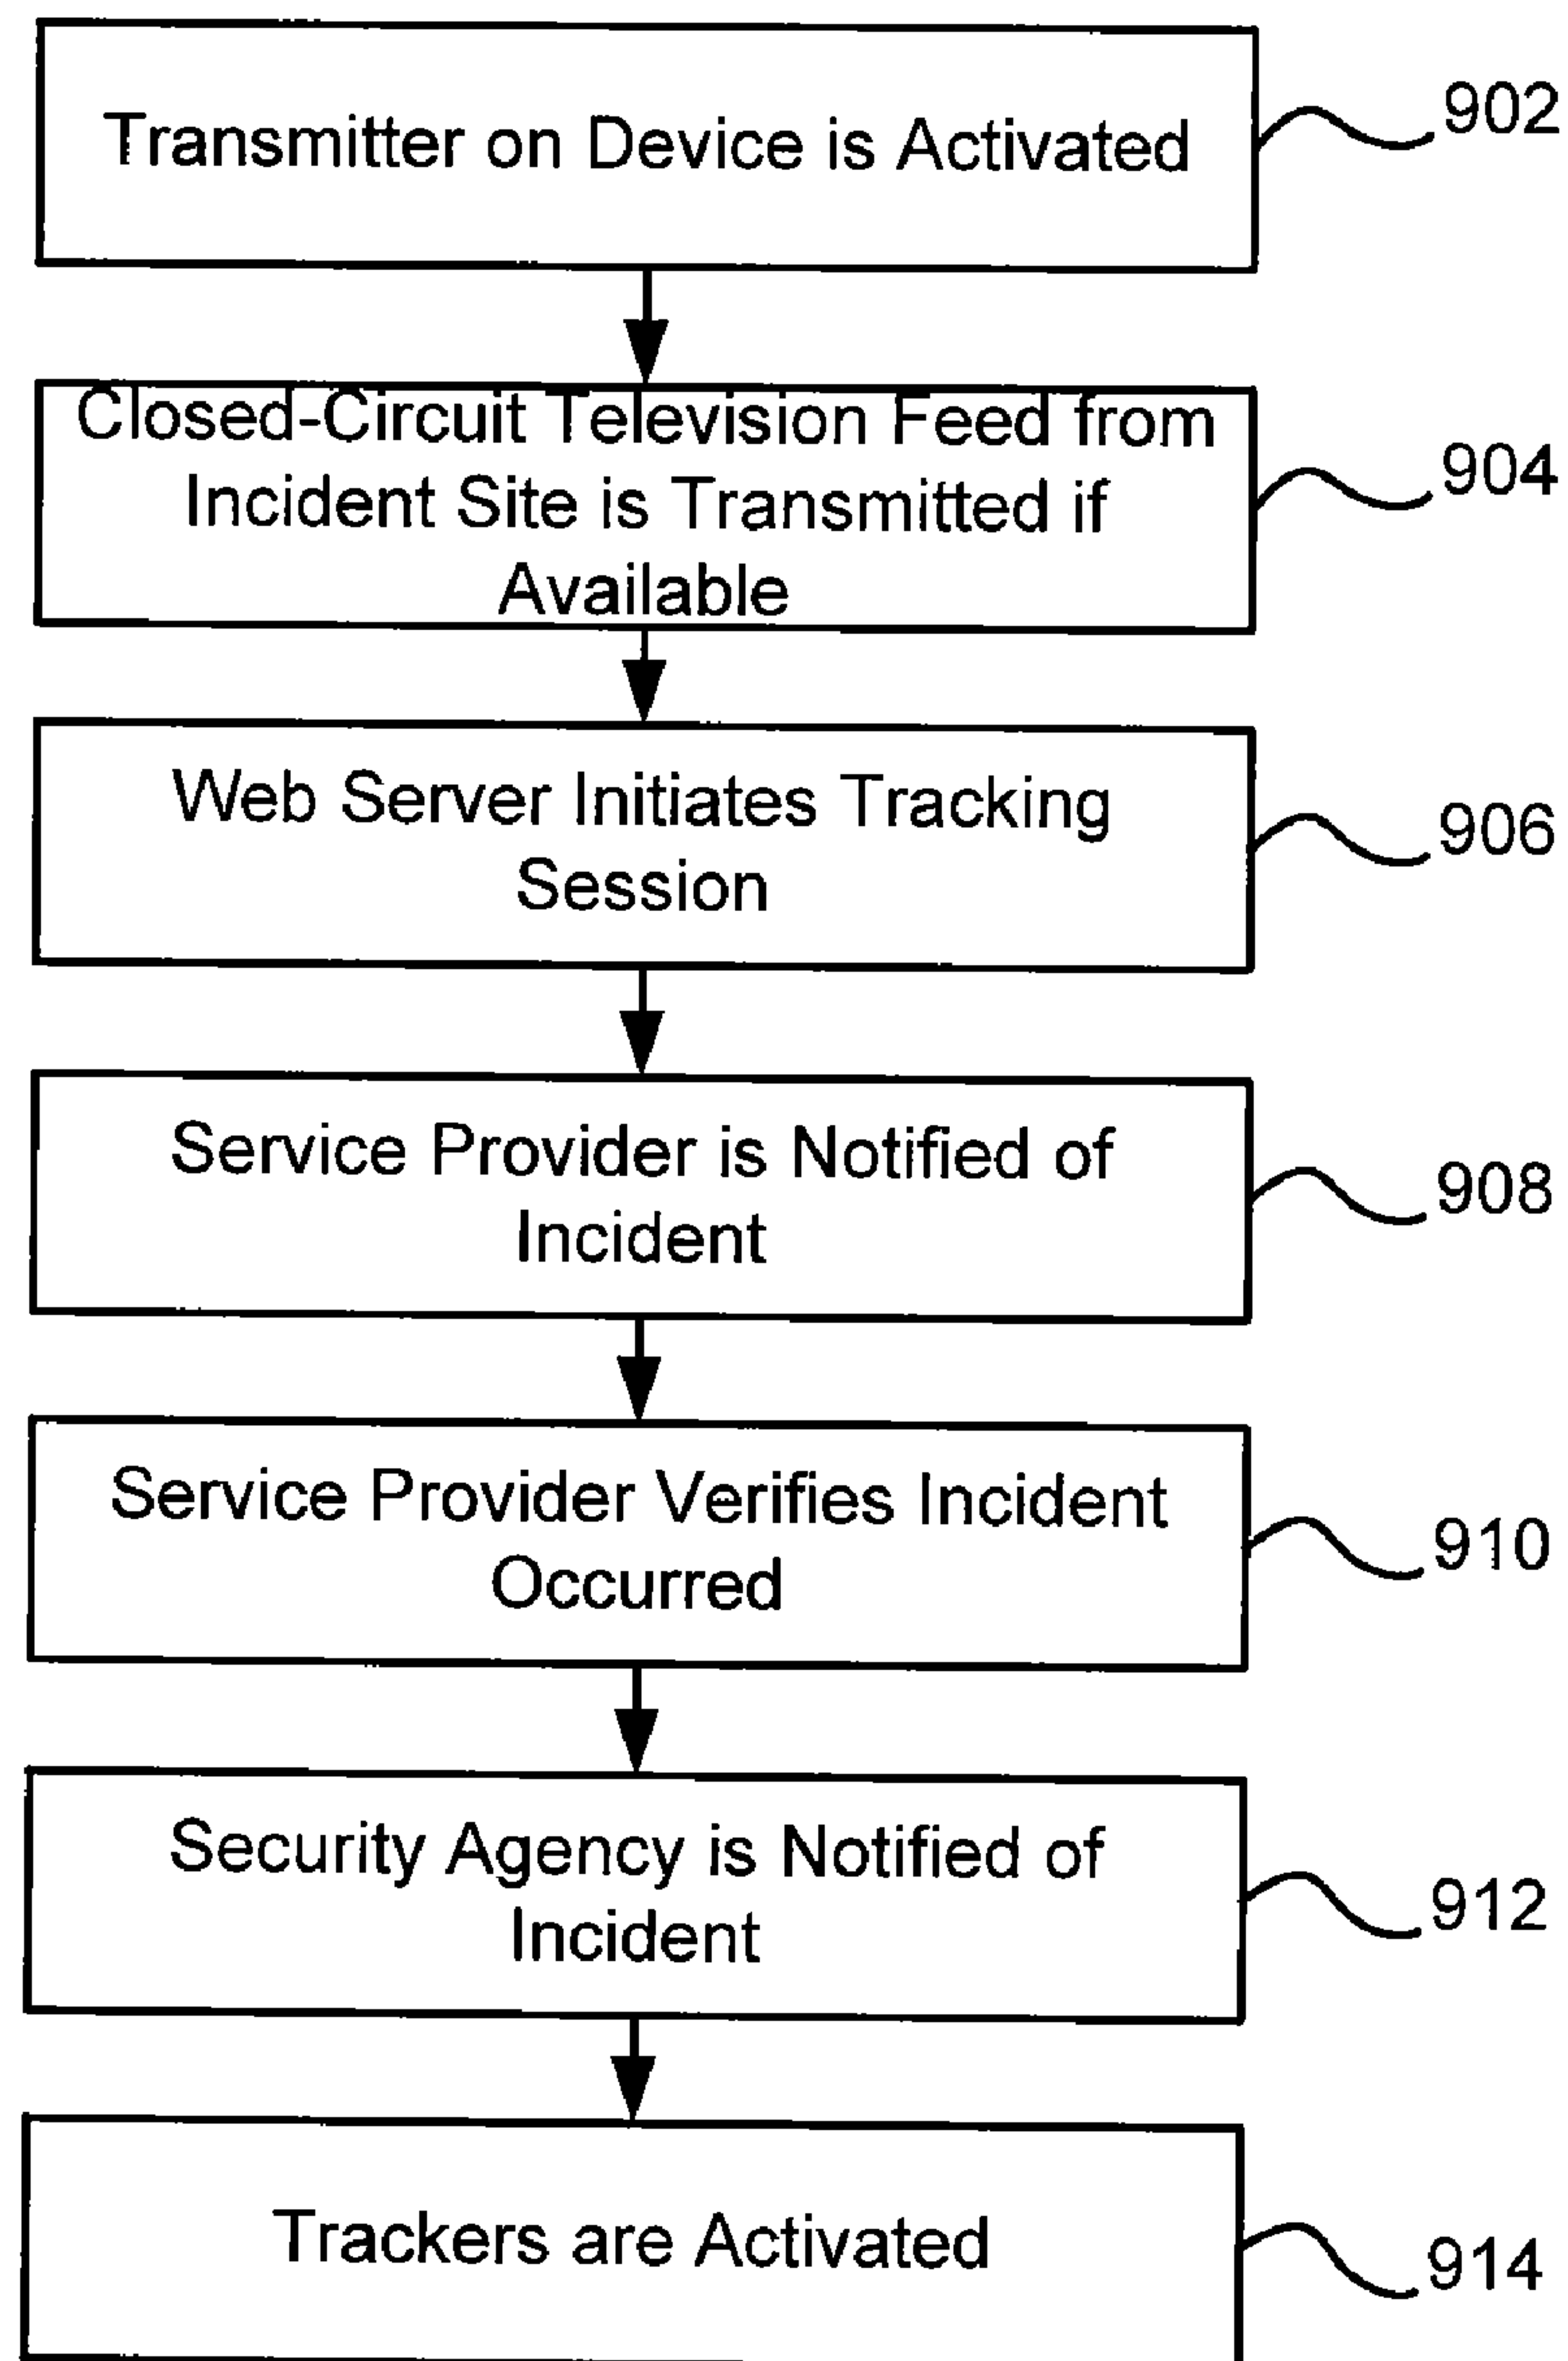 Transmitter on Device is Activated
902
Closed-Circuit Television Feed from
Incident Site is Transmitted if
Available
904
Web Server Initiates Tracking
Session
906
Service Provider is Notified of
Incident
908
Service Provider Verifies Incident
Occurred
910
Security Agency is Notified of
Incident
912
Trackers are Activated
914